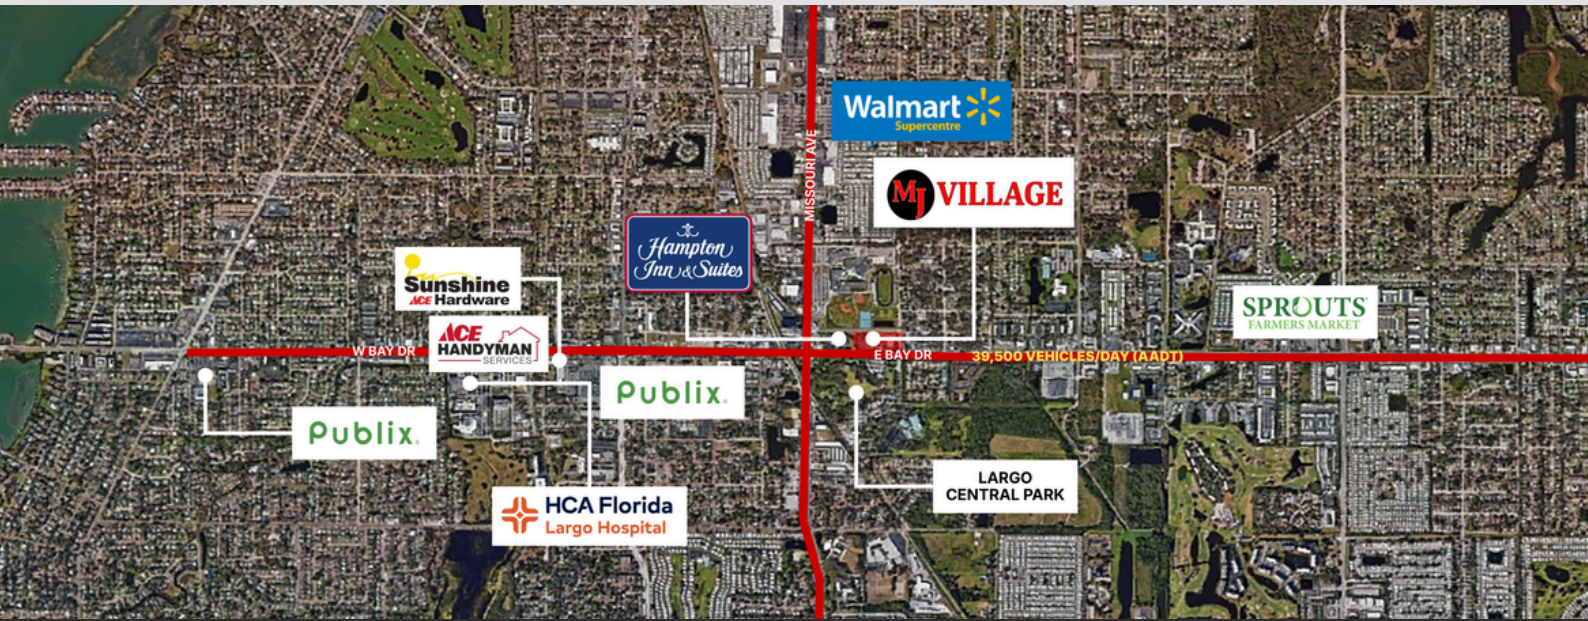 Walmart
Supercentre
MISSOURI AVE
MJ VILLAGE
Hampton
Inn & Suites
Sunshine
ACE Hardware
ACE
HANDYMAN
SERVICES
SPROUTS
FARMERS MARKET
W BAY DR
E BAY DR
39,500 VEHICLES/DAY (AADT)
Publix.
Publix.
LARGO
CENTRAL PARK
HCA Florida
Largo Hospital